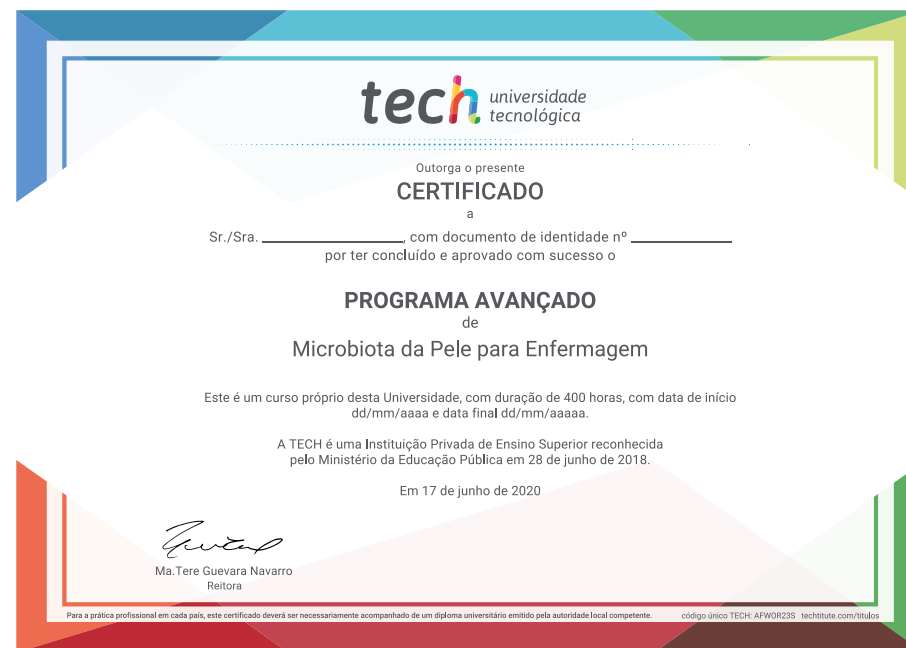 tech universidade
tecnológica
Outorga o presente
CERTIFICADO
a
Sr./Sra. ____________, com documento de identidade nº ____________
por ter concluído e aprovado com sucesso o
PROGRAMA AVANÇADO
de
Microbiota da Pele para Enfermagem
Este é um curso próprio desta Universidade, com duração de 400 horas, com data de início
dd/mm/aaaa e data final dd/mm/aaaaa.
A TECH é uma Instituição Privada de Ensino Superior reconhecida
pelo Ministério da Educação Pública em 28 de junho de 2018.
Em 17 de junho de 2020
Ma.Tere Guevara Navarro
Reitora
Para a prática profissional em cada país, este certificado deverá ser necessariamente acompanhado de um diploma universitário emitido pela autoridade local competente. código único TECH: AFWOR23S techtitute.com/titulos